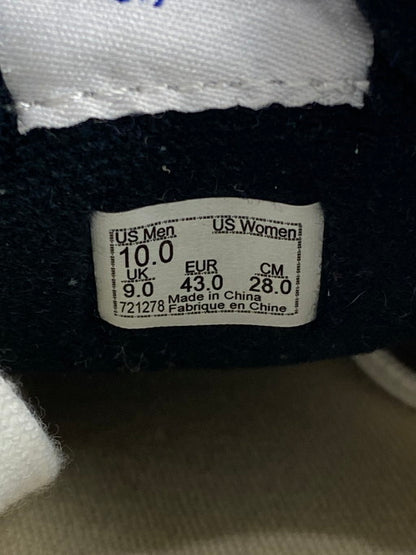 US Men US Women
10.0
UK EUR CM
9.0 43.0 28.0
721278 Made in China
Fabrique en Chine